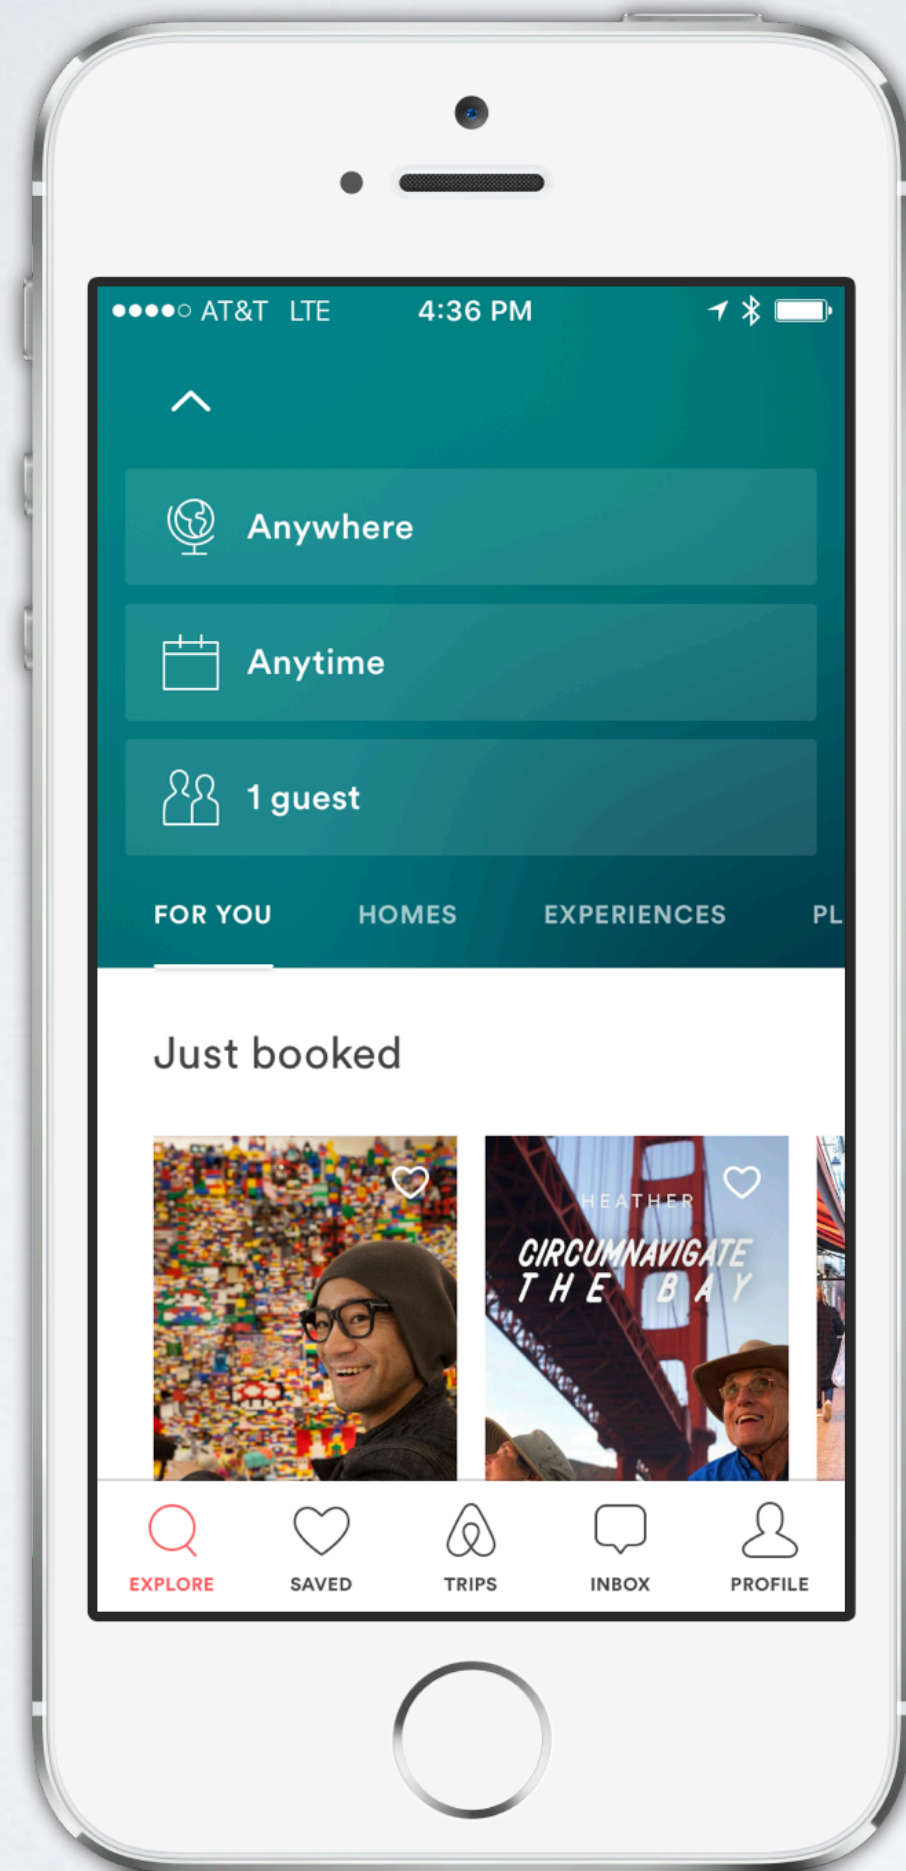 AT&T LTE 4:36 PM
Anywhere
Anytime
1 guest
FOR YOU HOMES EXPERIENCES PL
Just booked
HEATHER
CIRCUMNAVIGATE
THE BAY
EXPLORE SAVED TRIPS INBOX PROFILE